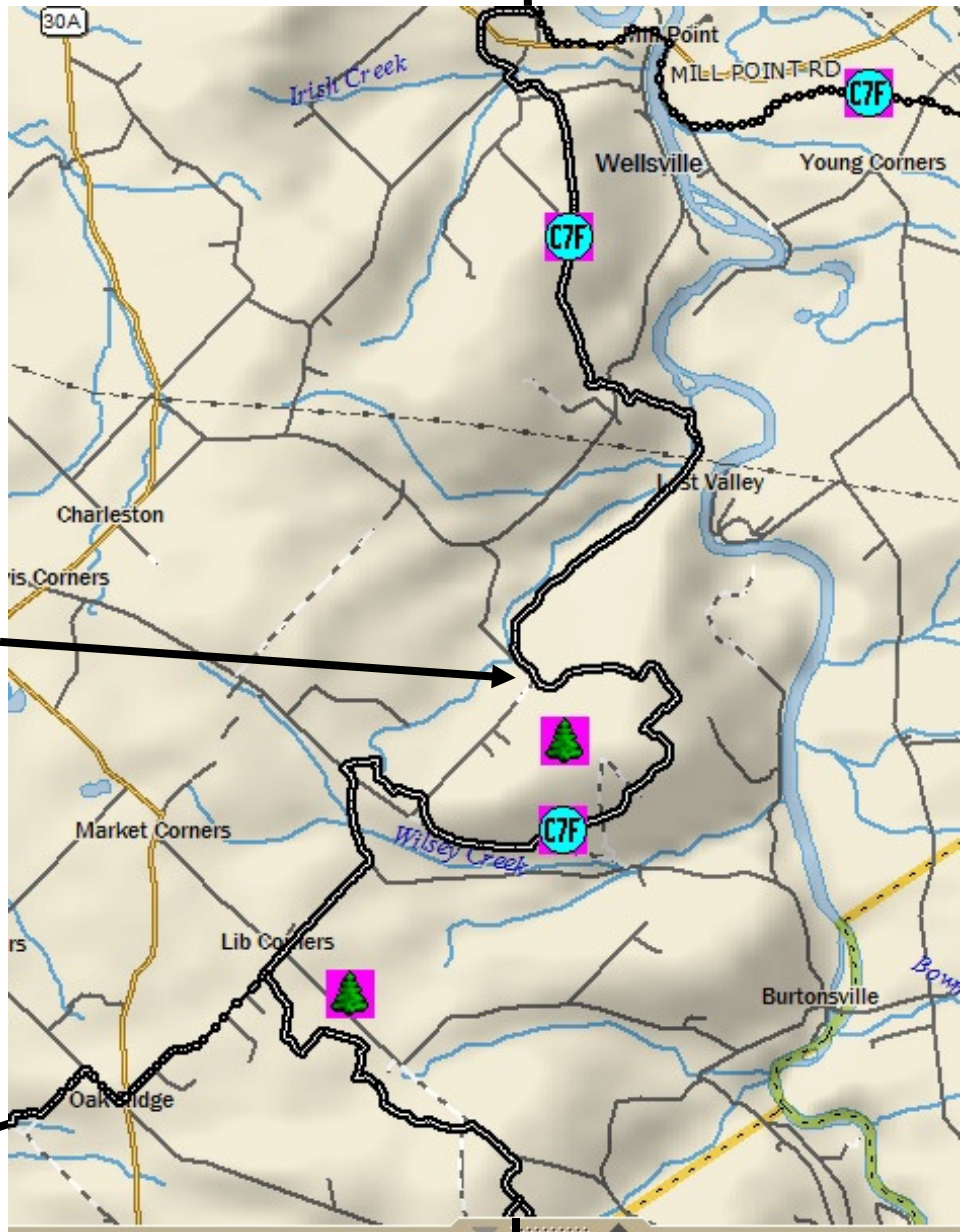 30A
Mill Point
Irish Creek
MILL POINT RD
C7F
Wellsville
Young Corners
C7F
Lost Valley
Charleston
vis Corners
Market Corners
C7F
Wilsey Creek
rs
Lib Corners
Burtonsville
Oak Ridge